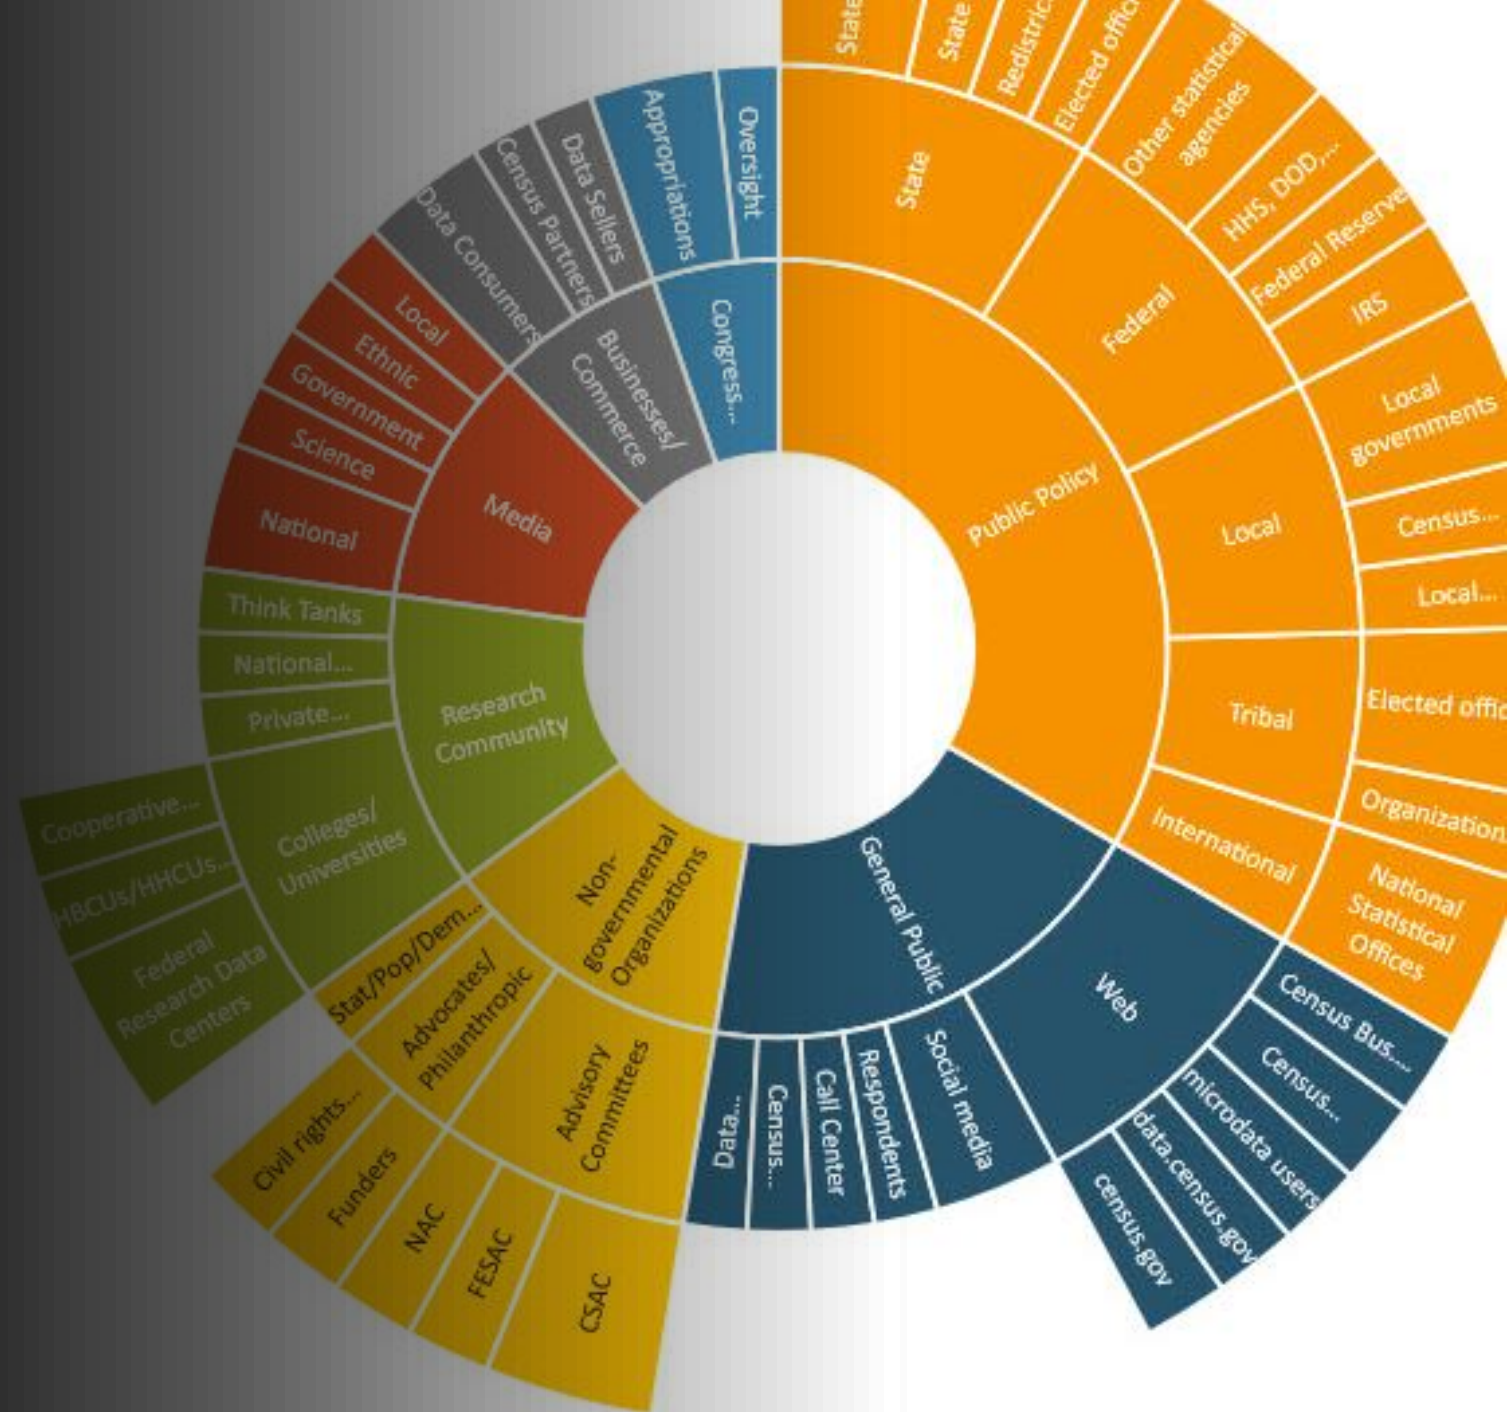 State
State
Redistric
Elected offic
Other statistical
agencies
HHS, DOD,...
Federal Reserve
IRS
Local
governments
Census...
Local...
Elected offic
Organization
National
Statistical
Offices
State
Federal
Local
Tribal
International
Public Policy
General Public
Web
Census Bus....
Census...
microdata users
data.census.gov
census.gov
Social media
Respondents
Call Center
Census...
Data...
Non-
governmental
Organizations
Advisory
Committees
CSAC
FESAC
NAC
Advocates/
Philanthropic
Funders
Civil rights...
Stat/Pop/Dem...
Research
Community
Colleges/
Universities
Federal
Research Data
Centers
HBCUs/HHCUs...
Cooperative...
Private...
National...
Think Tanks
Media
National
Science
Government
Ethnic
Local
Businesses/
Commerce
Data Consumers
Census Partners
Data Sellers
Congress...
Appropriations
Oversight